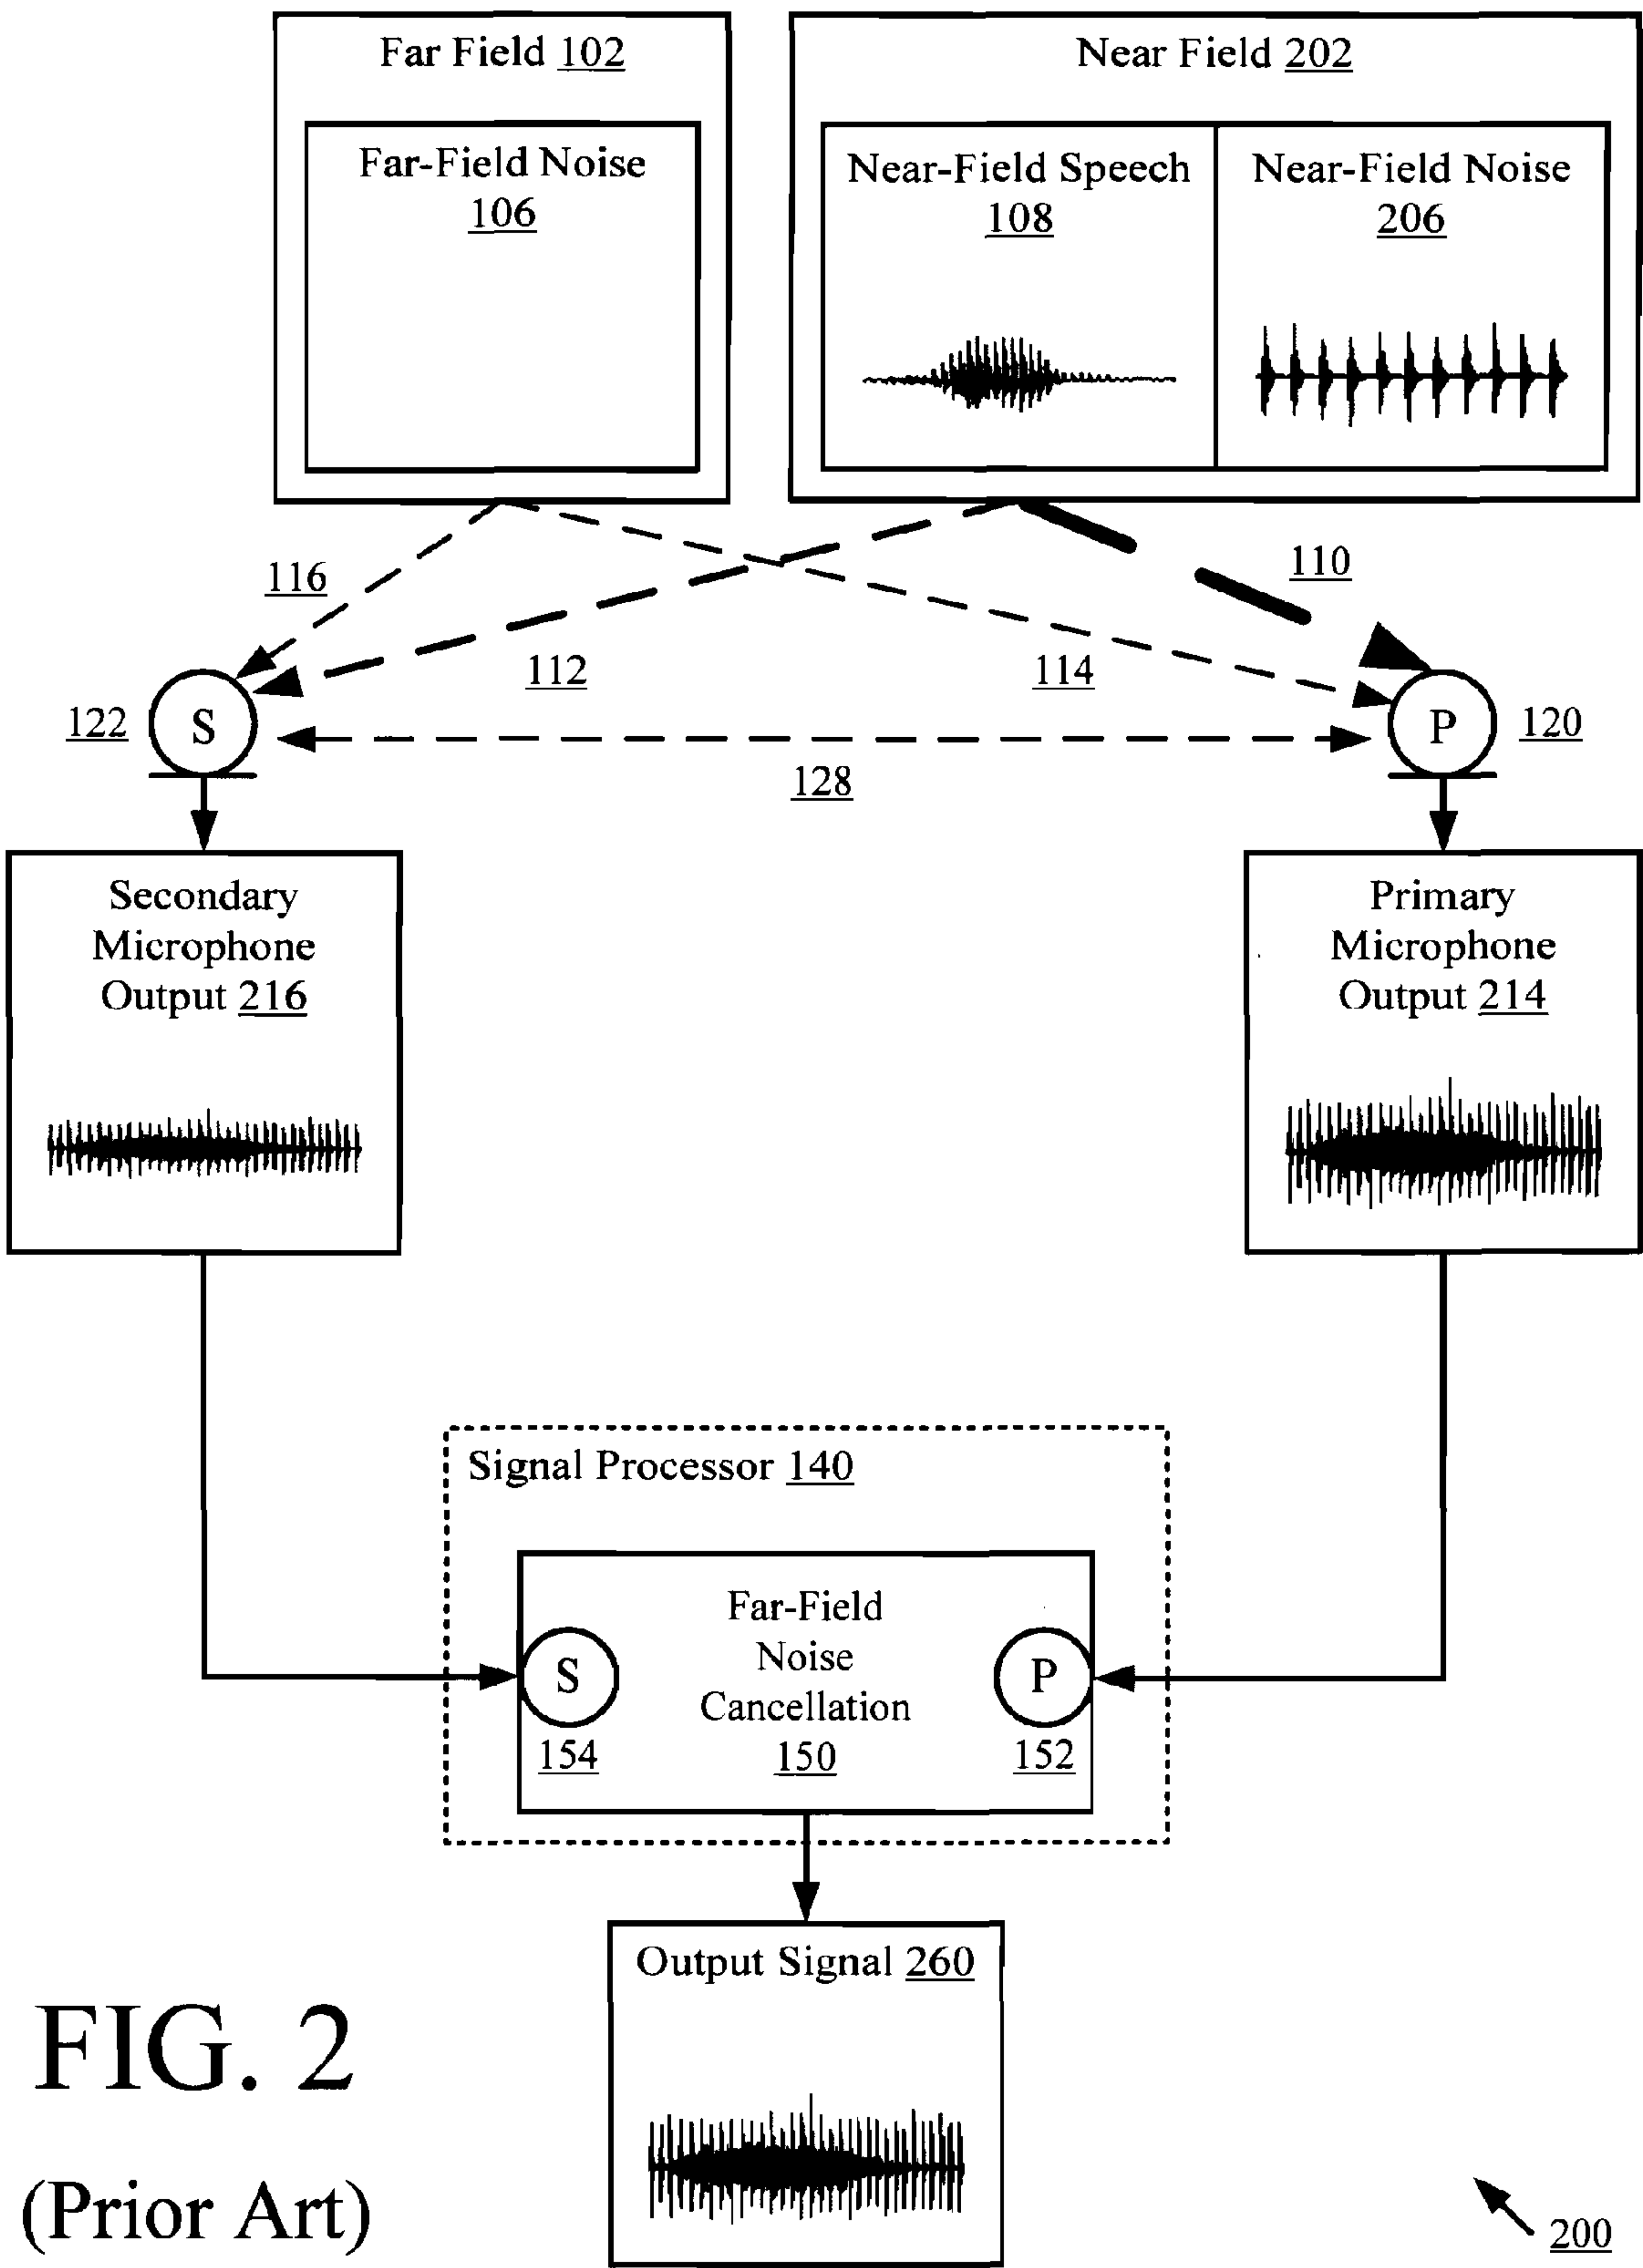 Far Field 102
Near Field 202
Far-Field Noise
106
Near-Field Speech
108
Near-Field Noise
206
116
110
112
114
122
S
P
120
128
Secondary
Microphone
Output 216
Primary
Microphone
Output 214
Signal Processor 140
Far-Field
Noise
Cancellation
150
S
154
P
152
Output Signal 260
FIG. 2
(Prior Art)
200